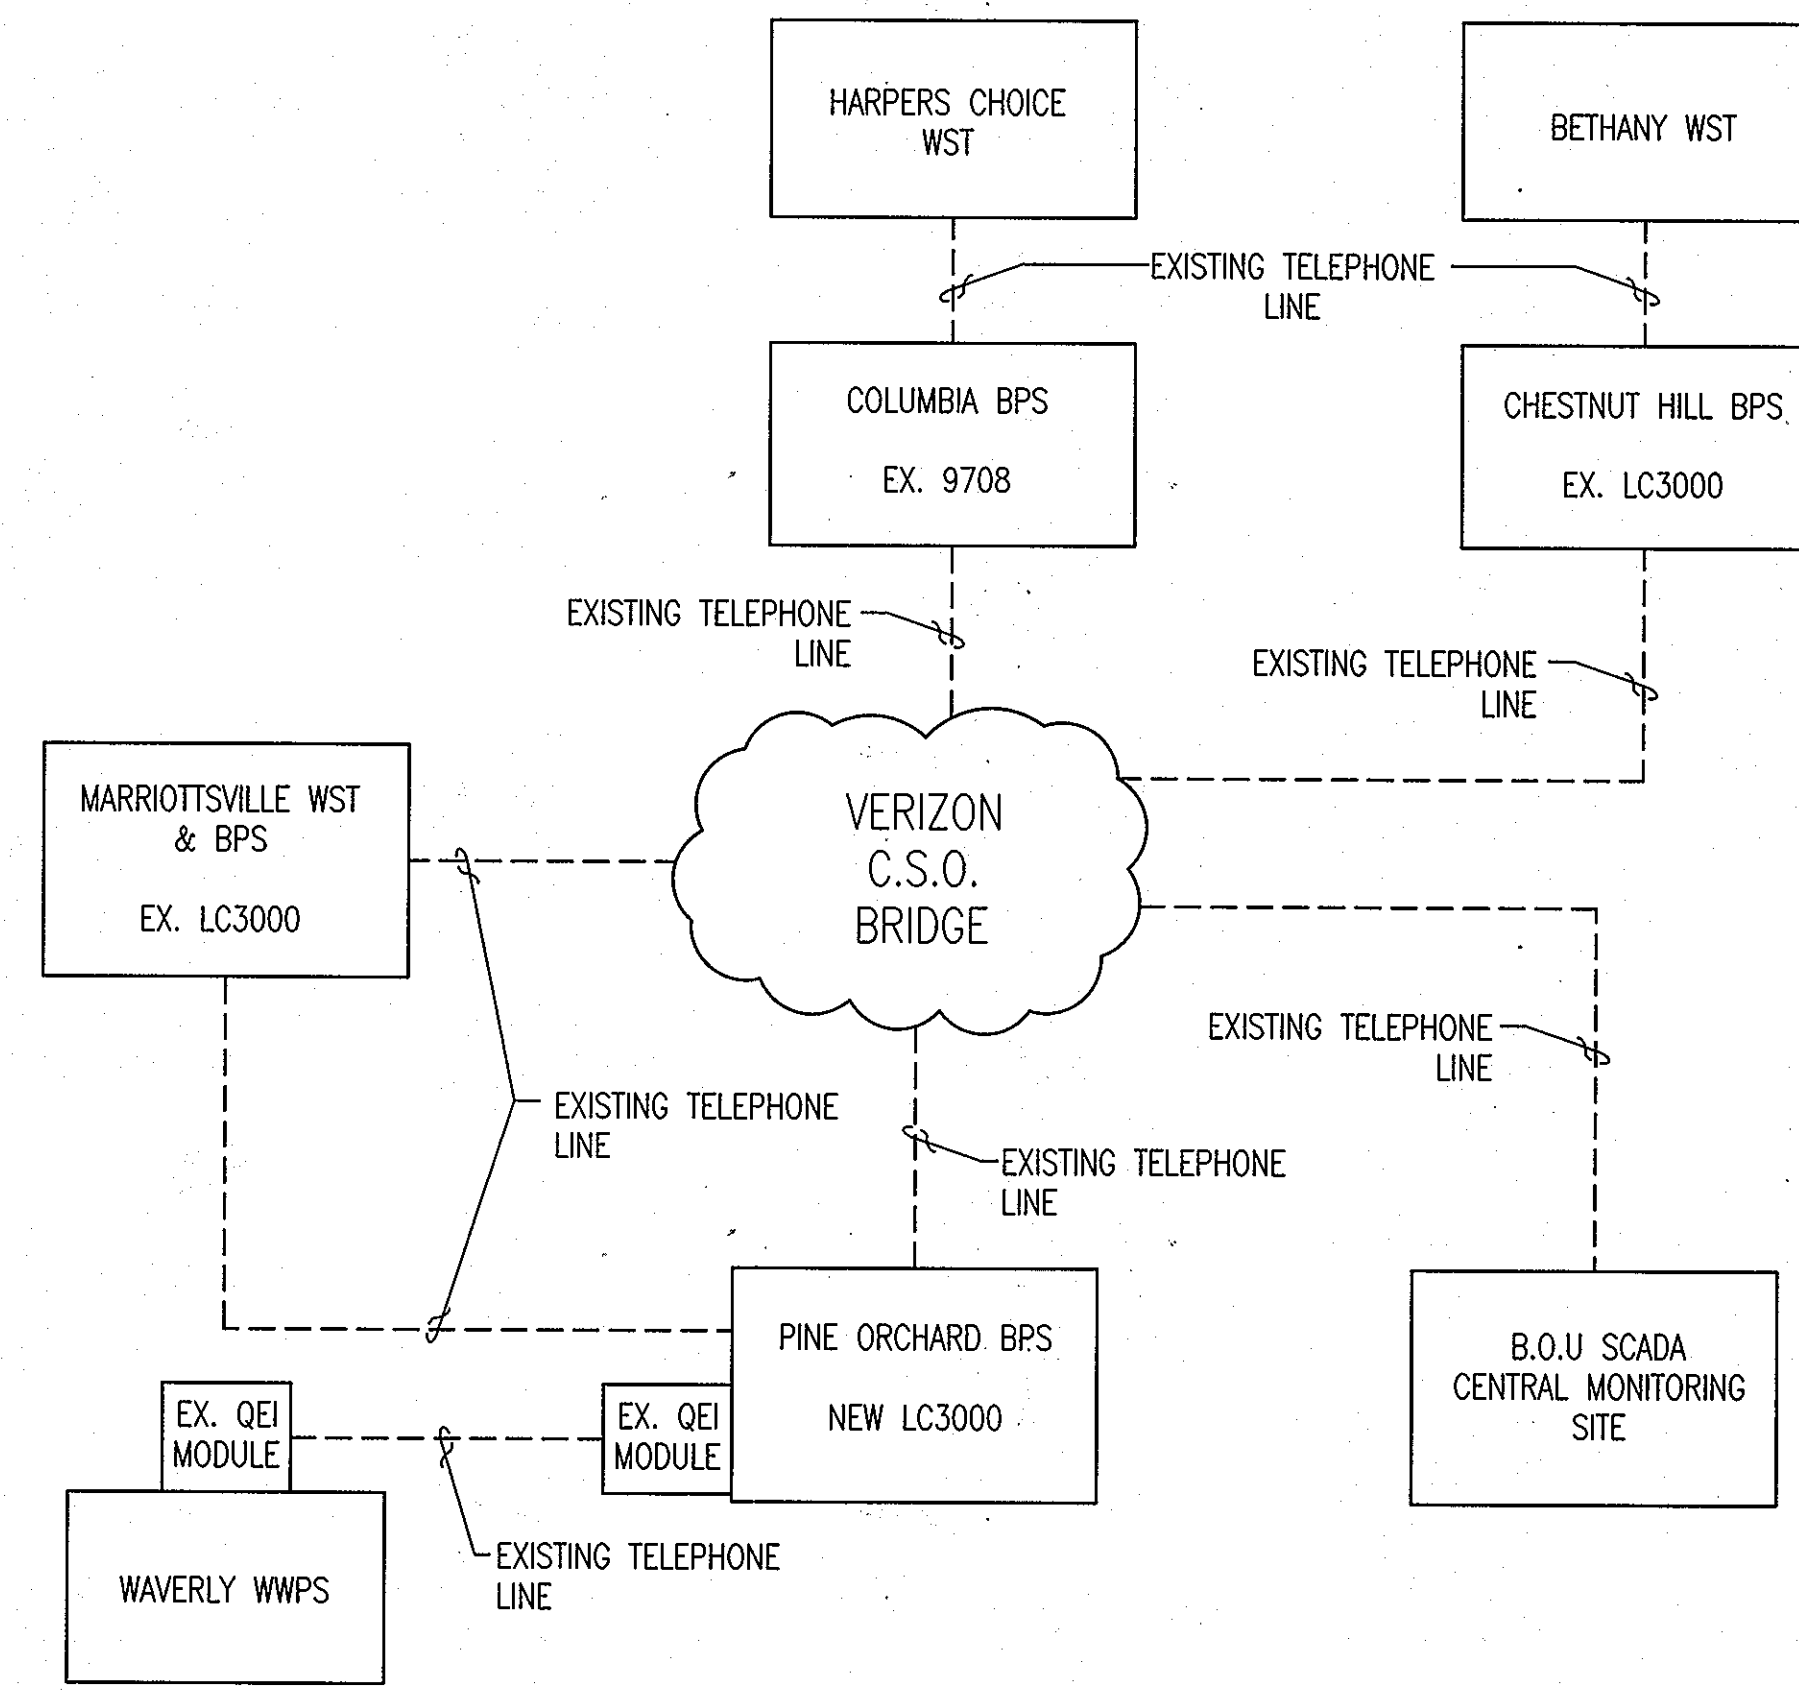 HARPERS CHOICE
WST
BETHANY WST
EXISTING TELEPHONE
LINE
COLUMBIA BPS
EX. 9708
CHESTNUT HILL BPS
EX. LC3000
EXISTING TELEPHONE
LINE
EXISTING TELEPHONE
LINE
MARRIOTTSVILLE WST
& BPS
EX. LC3000
VERIZON
C.S.O.
BRIDGE
EXISTING TELEPHONE
LINE
EXISTING TELEPHONE
LINE
EXISTING TELEPHONE
LINE
PINE ORCHARD BPS
NEW LC3000
B.O.U SCADA
CENTRAL MONITORING
SITE
EX. QEI
MODULE
EX. QEI
MODULE
EXISTING TELEPHONE
LINE
WAVERLY WWPS